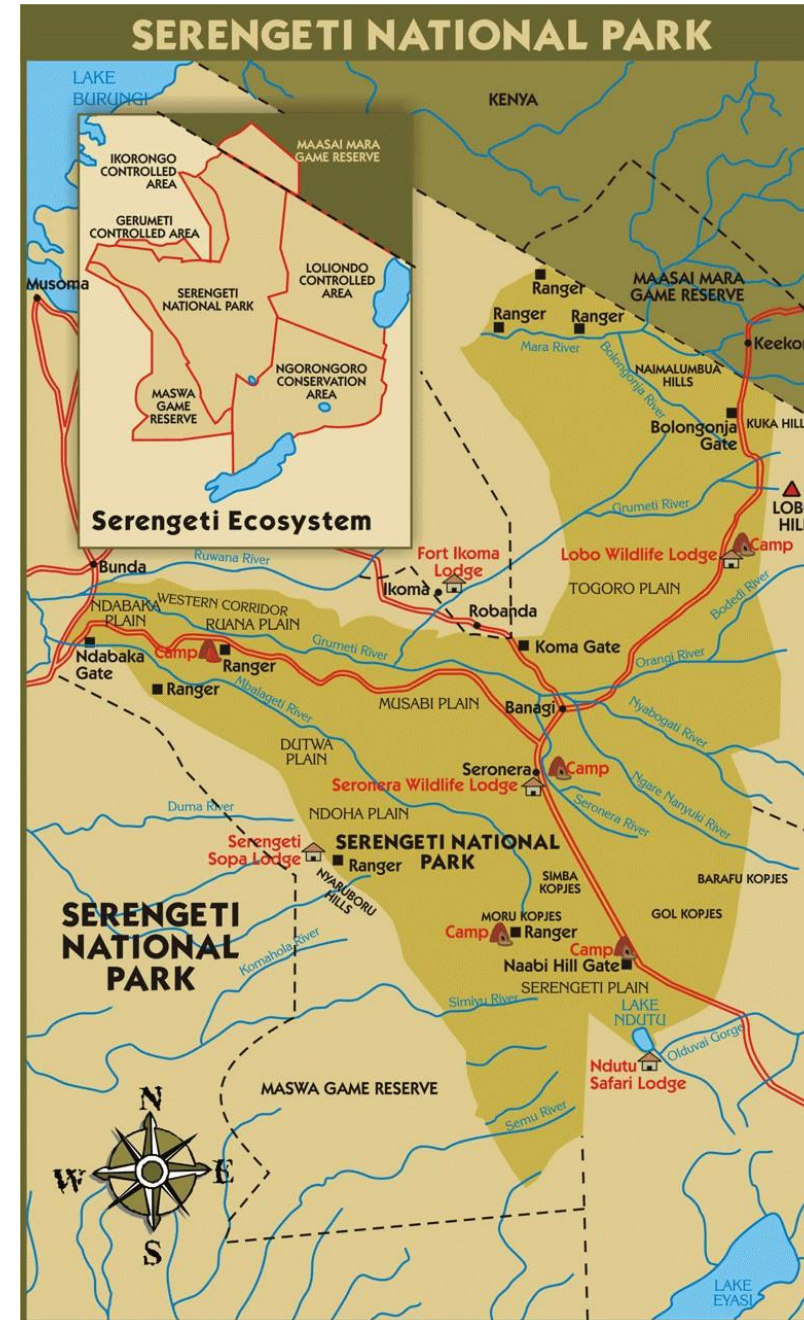 SERENGETI NATIONAL PARK
LAKE
BURUNGI
KENYA
IKORONGO
CONTROLLED
AREA
MAASAI MARA
GAME RESERVE
GERUMETI
CONTROLLED AREA
LOLIONDO
CONTROLLED
AREA
SERENGETI
NATIONAL PARK
NGORONGORO
CONSERVATION
AREA
MASWA
GAME
RESERVE
Serengeti Ecosystem
Musoma
Ranger
Ranger
Ranger
MAASAI MARA
GAME RESERVE
Mara River
Bolongonja River
Keekor
NAIMALUMBUA
HILLS
Bolongonja
Gate
KUKA HILL
Grumeti River
LOBO
HILL
Fort Ikoma
Lodge
Lobo Wildlife Lodge
Camp
Bunda
Ruwana River
Ikoma
TOGORO PLAIN
Bodedi River
NDABAKA
PLAIN
WESTERN CORRIDOR
RUANA PLAIN
Robanda
Grumeti River
Koma Gate
Orangi River
Ndabaka
Gate
Camp
Ranger
Ranger
Mbalageti River
MUSABI PLAIN
Banagi
Nyabogati River
DUTWA
PLAIN
Seronera
Camp
Seronera Wildlife Lodge
Ngare Nanyuki River
Seronera River
Duma River
NDOHA PLAIN
Serengeti
Sopa Lodge
Ranger
SERENGETI NATIONAL
PARK
NYARUBORU
HILLS
SIMBA
KOPJES
BARAFU KOPJES
SERENGETI
NATIONAL
PARK
MORU KOPJES
GOL KOPJES
Camp
Ranger
Camp
Komahola River
Naabi Hill Gate
SERENGETI PLAIN
Simiyu River
LAKE
NDUTU
Olduvai Gorge
Ndutu
Safari Lodge
MASWA GAME RESERVE
Semu River
N
W
E
S
LAKE
EYASI